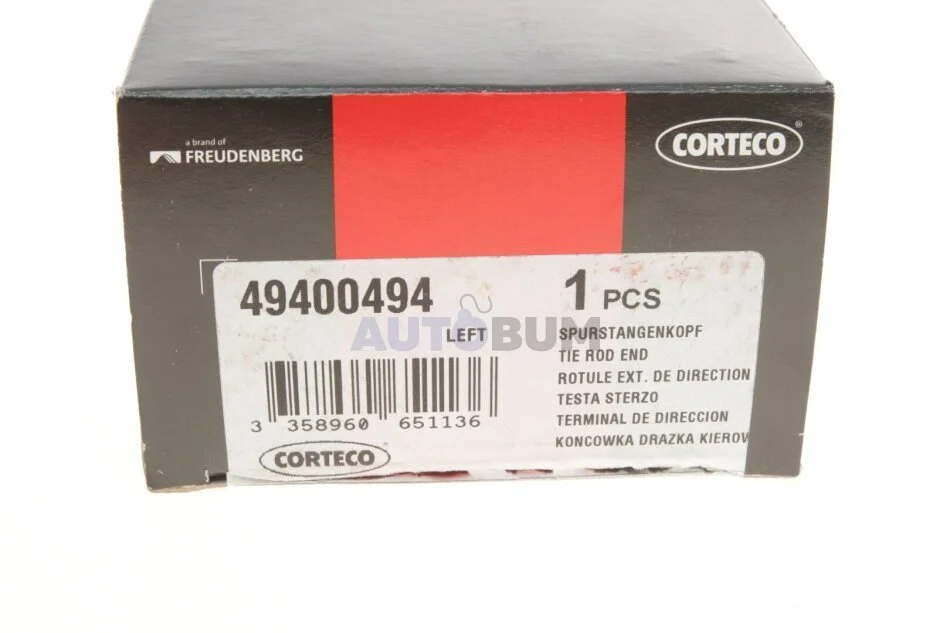 a brand of
FREUDENBERG
CORTECO®
49400494
1 PCS
LEFT
AUTOBUM
SPURSTANGENKOPF
TIE ROD END
ROTULE EXT. DE DIRECTION
TESTA STERZO
TERMINAL DE DIRECCION
KONCOWKA DRAZKA KIEROV
3 358960 651136
CORTECO